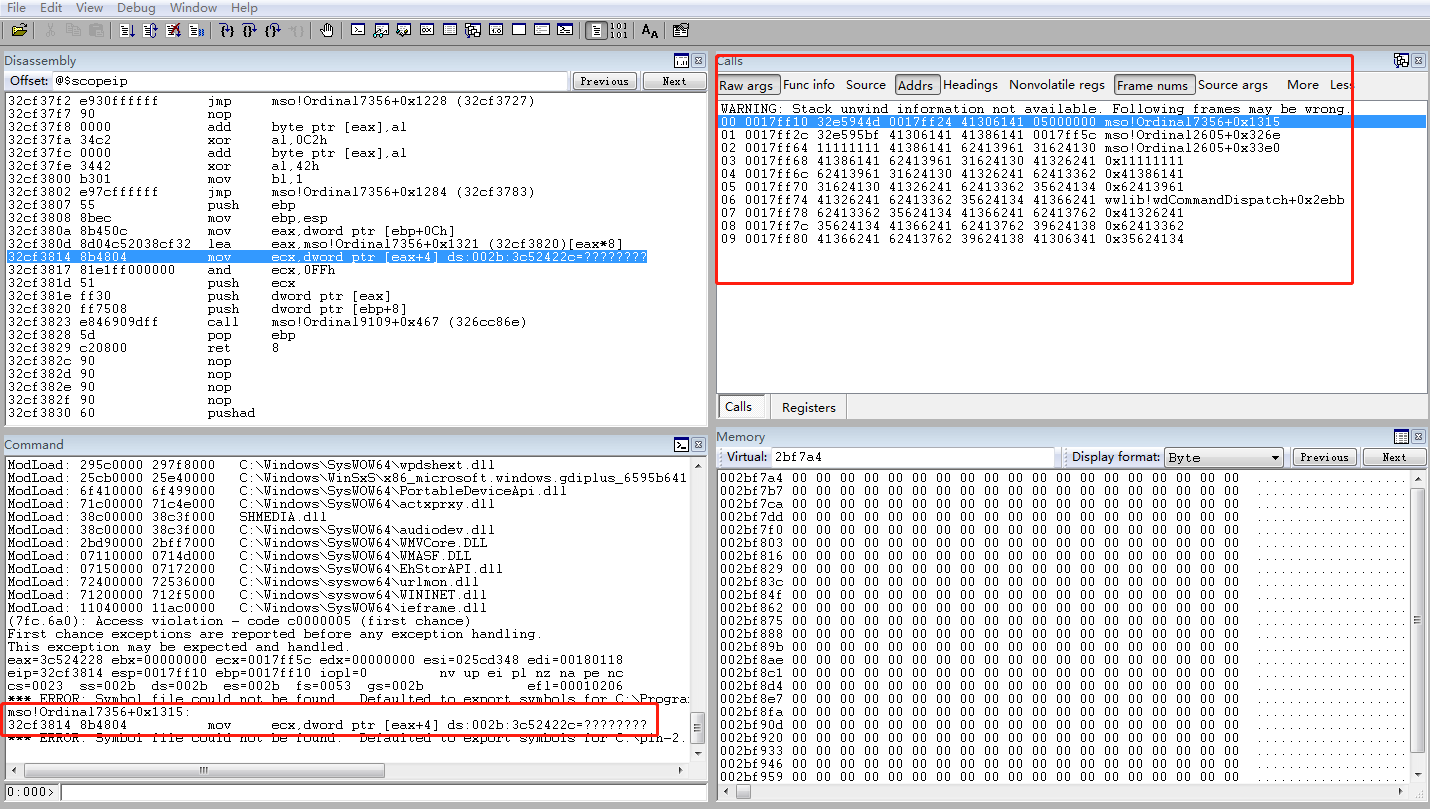 File Edit View Debug Window Help
Disassembly
Offset: @$scopeip Previous Next
32cf37f2 e930ffffff jmp mso!Ordinal7356+0x1228 (32cf3727)
32cf37f7 90 nop
32cf37f8 0000 add byte ptr [eax],al
32cf37fa 34c2 xor al,0C2h
32cf37fc 0000 add byte ptr [eax],al
32cf37fe 3442 xor al,42h
32cf3800 b301 mov bl,1
32cf3802 e97cffffff jmp mso!Ordinal7356+0x1284 (32cf3783)
32cf3807 55 push ebp
32cf3808 8bec mov ebp,esp
32cf380a 8b450c mov eax,dword ptr [ebp+0Ch]
32cf380d 8d04c52038cf32 lea eax,mso!Ordinal7356+0x1321 (32cf3820)[eax*8]
32cf3814 8b4804 mov ecx,dword ptr [eax+4] ds:002b:3c52422c=????????
32cf3817 81e1ff000000 and ecx,0FFh
32cf381d 51 push ecx
32cf381e ff30 push dword ptr [eax]
32cf3820 ff7508 push dword ptr [ebp+8]
32cf3823 e846909dff call mso!Ordinal9109+0x467 (326cc86e)
32cf3828 5d pop ebp
32cf3829 c20800 ret 8
32cf382c 90 nop
32cf382d 90 nop
32cf382e 90 nop
32cf382f 90 nop
32cf3830 60 pushad
Calls
Raw args Func info Source Addrs Headings Nonvolatile regs Frame nums Source args More Less
WARNING: Stack unwind information not available. Following frames may be wrong.
00 0017ff10 32e5944d 0017ff24 41306141 05000000 mso!Ordinal7356+0x1315
01 0017ff2c 32e595bf 41306141 41386141 0017ff5c mso!Ordinal2605+0x326e
02 0017ff64 11111111 41386141 62413961 31624130 mso!Ordinal2605+0x33e0
03 0017ff68 41386141 62413961 31624130 41326241 0x11111111
04 0017ff6c 62413961 31624130 41326241 62413362 0x41386141
05 0017ff70 31624130 41326241 62413362 35624134 0x62413961
06 0017ff74 41326241 62413362 35624134 41366241 wwlib!wdCommandDispatch+0x2ebb
07 0017ff78 62413362 35624134 41366241 62413762 0x41326241
08 0017ff7c 35624134 41366241 62413762 39624138 0x62413362
09 0017ff80 41366241 62413762 39624138 41306341 0x35624134
Calls Registers
Command
ModLoad: 295c0000 297f8000 C:\Windows\SysWOW64\wpdshext.dll
ModLoad: 25cb0000 25e40000 C:\Windows\WinSxS\x86_microsoft.windows.gdiplus_6595b641
ModLoad: 6f410000 6f499000 C:\Windows\SysWOW64\PortableDeviceApi.dll
ModLoad: 71c00000 71c4e000 C:\Windows\SysWOW64\actxprxy.dll
ModLoad: 38c00000 38c3f000 SHMEDIA.dll
ModLoad: 38c00000 38c3f000 C:\Windows\SysWOW64\audiodev.dll
ModLoad: 2bd90000 2bff7000 C:\Windows\SysWOW64\WMVCore.DLL
ModLoad: 07110000 0714d000 C:\Windows\SysWOW64\WMASF.DLL
ModLoad: 07150000 07172000 C:\Windows\SysWOW64\EhStorAPI.dll
ModLoad: 72400000 72536000 C:\Windows\syswow64\urlmon.dll
ModLoad: 71200000 712f5000 C:\Windows\syswow64\WININET.dll
ModLoad: 11040000 11ac0000 C:\Windows\SysWOW64\ieframe.dll
(7fc.6a0): Access violation - code c0000005 (first chance)
First chance exceptions are reported before any exception handling.
This exception may be expected and handled.
eax=3c524228 ebx=00000000 ecx=0017ff5c edx=00000000 esi=025cd348 edi=00180118
eip=32cf3814 esp=0017ff10 ebp=0017ff10 iopl=0 nv up ei pl nz na pe nc
cs=0023 ss=002b ds=002b es=002b fs=0053 gs=002b efl=00010206
*** ERROR: Symbol file could not be found. Defaulted to export symbols for C:\Progra
mso!Ordinal7356+0x1315:
32cf3814 8b4804 mov ecx,dword ptr [eax+4] ds:002b:3c52422c=????????
*** ERROR: Symbol file could not be found. Defaulted to export symbols for C:\pin-2.
0:000>
Memory
Virtual: 2bf7a4 Display format: Byte Previous Next
002bf7a4 00 00 00 00 00 00 00 00 00 00 00 00 00 00 00 00 00 00 00 ...................
002bf7b7 00 00 00 00 00 00 00 00 00 00 00 00 00 00 00 00 00 00 00 ...................
002bf7ca 00 00 00 00 00 00 00 00 00 00 00 00 00 00 00 00 00 00 00 ...................
002bf7dd 00 00 00 00 00 00 00 00 00 00 00 00 00 00 00 00 00 00 00 ...................
002bf7f0 00 00 00 00 00 00 00 00 00 00 00 00 00 00 00 00 00 00 00 ...................
002bf803 00 00 00 00 00 00 00 00 00 00 00 00 00 00 00 00 00 00 00 ...................
002bf816 00 00 00 00 00 00 00 00 00 00 00 00 00 00 00 00 00 00 00 ...................
002bf829 00 00 00 00 00 00 00 00 00 00 00 00 00 00 00 00 00 00 00 ...................
002bf83c 00 00 00 00 00 00 00 00 00 00 00 00 00 00 00 00 00 00 00 ...................
002bf84f 00 00 00 00 00 00 00 00 00 00 00 00 00 00 00 00 00 00 00 ...................
002bf862 00 00 00 00 00 00 00 00 00 00 00 00 00 00 00 00 00 00 00 ...................
002bf875 00 00 00 00 00 00 00 00 00 00 00 00 00 00 00 00 00 00 00 ...................
002bf888 00 00 00 00 00 00 00 00 00 00 00 00 00 00 00 00 00 00 00 ...................
002bf89b 00 00 00 00 00 00 00 00 00 00 00 00 00 00 00 00 00 00 00 ...................
002bf8ae 00 00 00 00 00 00 00 00 00 00 00 00 00 00 00 00 00 00 00 ...................
002bf8c1 00 00 00 00 00 00 00 00 00 00 00 00 00 00 00 00 00 00 00 ...................
002bf8d4 00 00 00 00 00 00 00 00 00 00 00 00 00 00 00 00 00 00 00 ...................
002bf8e7 00 00 00 00 00 00 00 00 00 00 00 00 00 00 00 00 00 00 00 ...................
002bf8fa 00 00 00 00 00 00 00 00 00 00 00 00 00 00 00 00 00 00 00 ...................
002bf90d 00 00 00 00 00 00 00 00 00 00 00 00 00 00 00 00 00 00 00 ...................
002bf920 00 00 00 00 00 00 00 00 00 00 00 00 00 00 00 00 00 00 00 ...................
002bf933 00 00 00 00 00 00 00 00 00 00 00 00 00 00 00 00 00 00 00 ...................
002bf946 00 00 00 00 00 00 00 00 00 00 00 00 00 00 00 00 00 00 00 ...................
002bf959 00 00 00 00 00 00 00 00 00 00 00 00 00 00 00 00 00 00 00 ...................